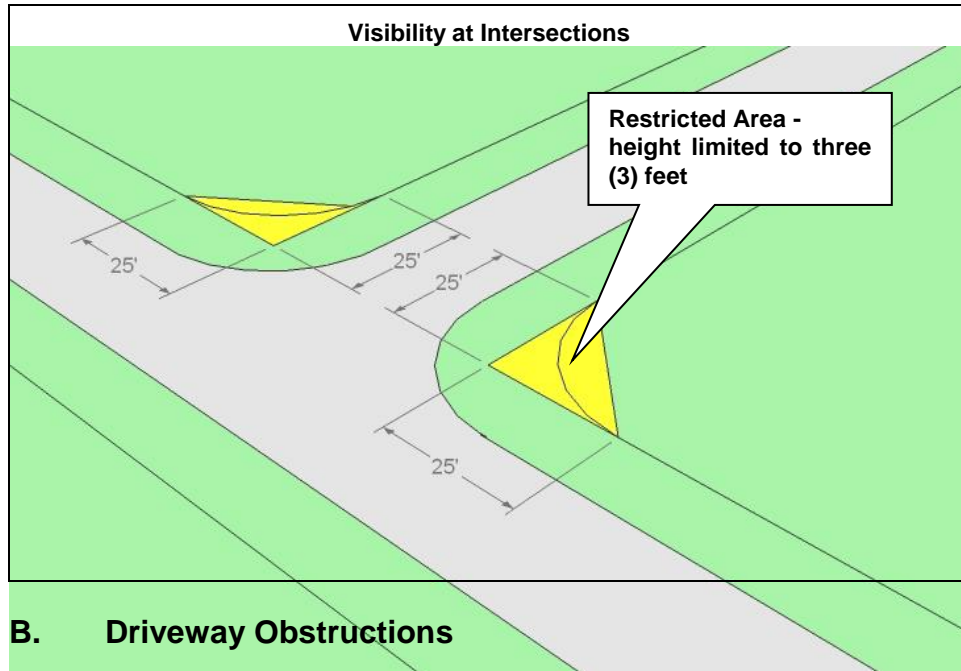 Visibility at Intersections
Restricted Area -
height limited to three
(3) feet
25'
25'
25'
25'
B. Driveway Obstructions